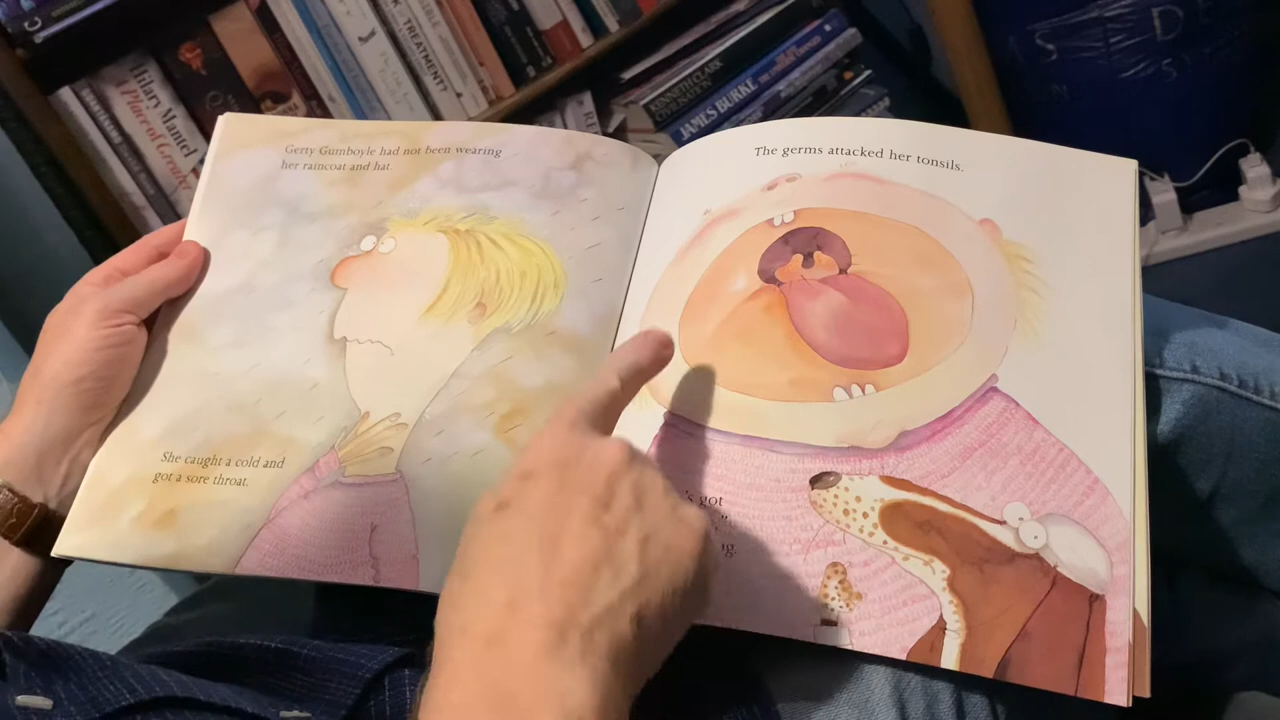 Hilary Mantel
A Place of Greater
TREATMENT?
KENNETH CLARK
CIVILISATION
JAMES BURKE
Gerty Gumboyle had not been wearing
her raincoat and hat.
She caught a cold and
got a sore throat.
The germs attacked her tonsils.
's got